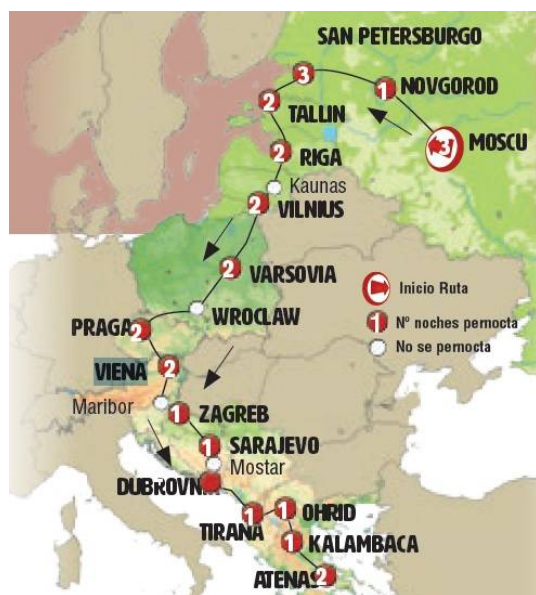 SAN PETERSBURGO
3
1 NOVGOROD
2
TALLIN
3 MOSCU
2
RIGA
Kaunas
2
VILNIUS
2
VARSOVIA
Inicio Ruta
WROCLAW
1 Nº noches pernocta
PRAGA 2
No se pernocta
VIENA 2
Maribor
1 ZAGREB
1
SARAJEVO
Mostar
DUBROVNIK
1 OHRID
TIRANA 1
1 KALAMBACA
ATENAS 2